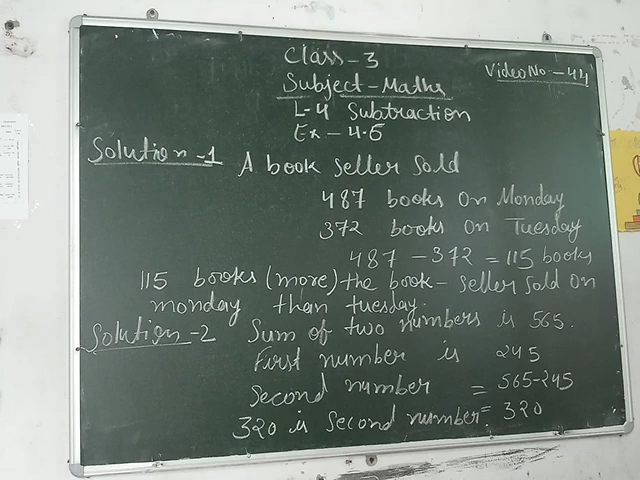 Class-3
Video No.-44
Subject-Maths
L-4 Subtraction
Ex-4.5
Solution-1 A book seller sold
487 books on Monday
372 books on Tuesday
487-372=115 books
115 books (more) the book-seller sold on
monday than tuesday.
Solution-2 Sum of two numbers is 565.
First number is 245
Second number = 565-245
320 is second number = 320